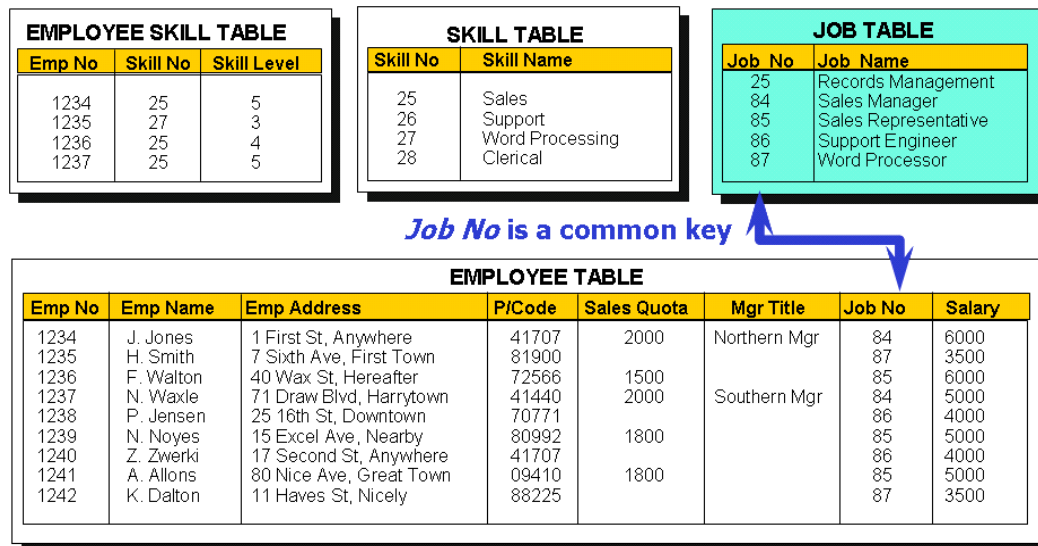 EMPLOYEE SKILL TABLE
Emp No Skill No Skill Level
1234 25 5
1235 27 3
1236 25 4
1237 25 5
SKILL TABLE
Skill No Skill Name
25 Sales
26 Support
27 Word Processing
28 Clerical
JOB TABLE
Job No Job Name
25 Records Management
84 Sales Manager
85 Sales Representative
86 Support Engineer
87 Word Processor
Job No is a common key
EMPLOYEE TABLE
Emp No Emp Name Emp Address P/Code Sales Quota Mgr Title Job No Salary
1234 J. Jones 1 First St, Anywhere 41707 2000 Northern Mgr 84 6000
1235 H. Smith 7 Sixth Ave, First Town 81900 87 3500
1236 F. Walton 40 Wax St, Hereafter 72566 1500 85 6000
1237 N. Waxle 71 Draw Blvd, Harrytown 41440 2000 Southern Mgr 84 5000
1238 P. Jensen 25 16th St, Downtown 70771 86 4000
1239 N. Noyes 15 Excel Ave, Nearby 80992 1800 85 5000
1240 Z. Zwerki 17 Second St, Anywhere 41707 86 4000
1241 A. Allons 80 Nice Ave, Great Town 09410 1800 85 5000
1242 K. Dalton 11 Haves St, Nicely 88225 87 3500